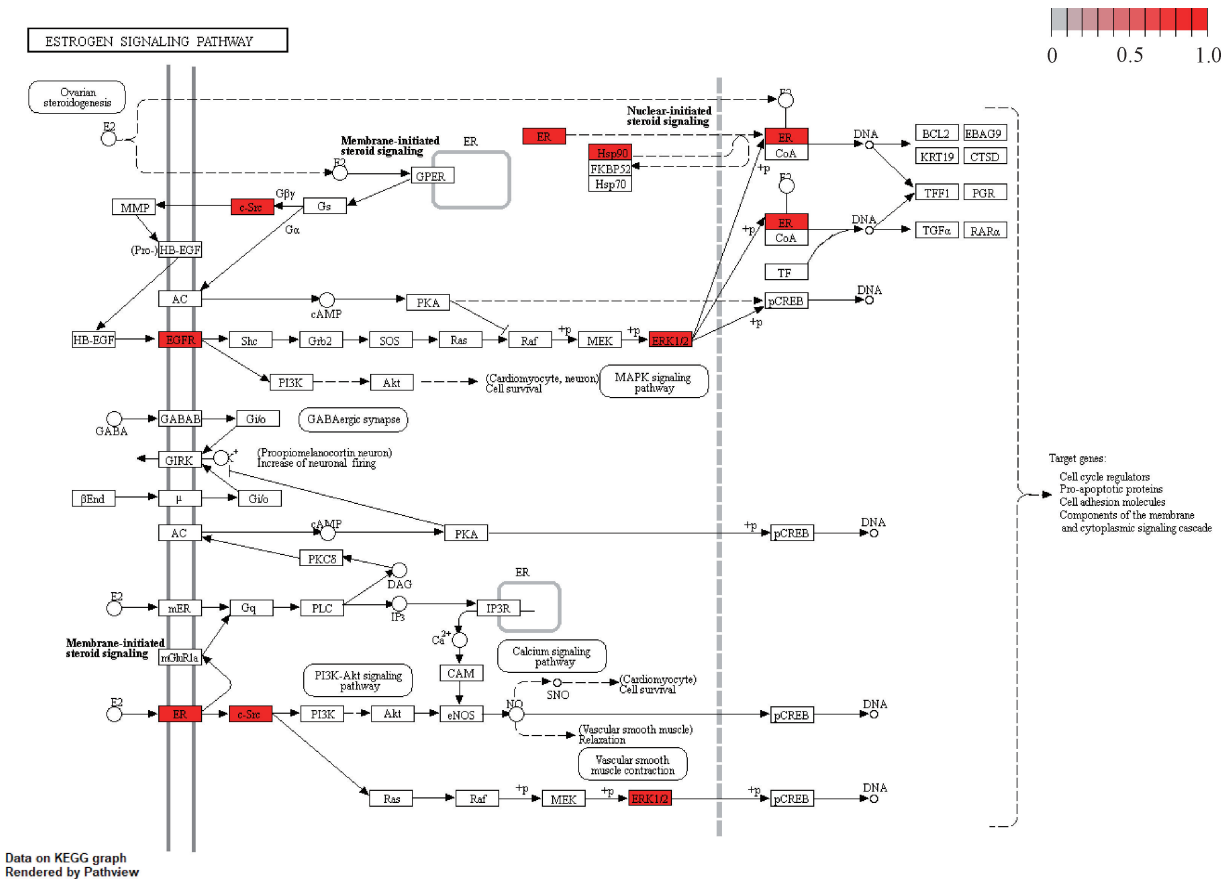 ESTROGEN SIGNALING PATHWAY
0 0.5 1.0
Ovarian
steroidogenesis
E2
E2
Nuclear-initiated
steroid signaling
Membrane-initiated
steroid signaling
E2
ER
GPER
ER
Hsp90
FKBP52
Hsp70
ER
CoA
+p
DNA
BCL2 EBAG9
KRT19 CTSD
E2
ER
CoA
+p
DNA
TFF1 PGR
TGFα RARα
TF
MMP
c-Src
Gβγ
Gs
Gα
(Pro-) HB-EGF
AC
cAMP
PKA
pCREB
+p
DNA
HB-EGF
EGFR
Shc
Grb2
SOS
Ras
Raf
+p
MEK
+p
ERK1/2
PI3K
Akt
(Cardiomyocyte, neuron)
Cell survival
MAPK signaling
pathway
GABA
GABAB
Gi/o
GABAergic synapse
GIRK
K+
(Proopiomelanocortin neuron)
Increase of neuronal firing
βEnd
μ
Gi/o
AC
cAMP
PKA
+p
pCREB
DNA
Target genes:
Cell cycle regulators
Pro-apoptotic proteins
Cell adhesion molecules
Components of the membrane
and cytoplasmic signaling cascade
PKCδ
DAG
ER
E2
mER
Gq
PLC
IP3
IP3R
Membrane-initiated
steroid signaling
mGluR1a
Ca2+
CAM
Calcium signaling
pathway
PI3K-Akt signaling
pathway
SNO
(Cardiomyocyte)
Cell survival
E2
ER
c-Src
PI3K
Akt
eNOS
NO
pCREB
DNA
(Vascular smooth muscle)
Relaxation
Vascular smooth
muscle contraction
Ras
Raf
+p
MEK
+p
ERK1/2
+p
pCREB
DNA
Data on KEGG graph
Rendered by Pathview